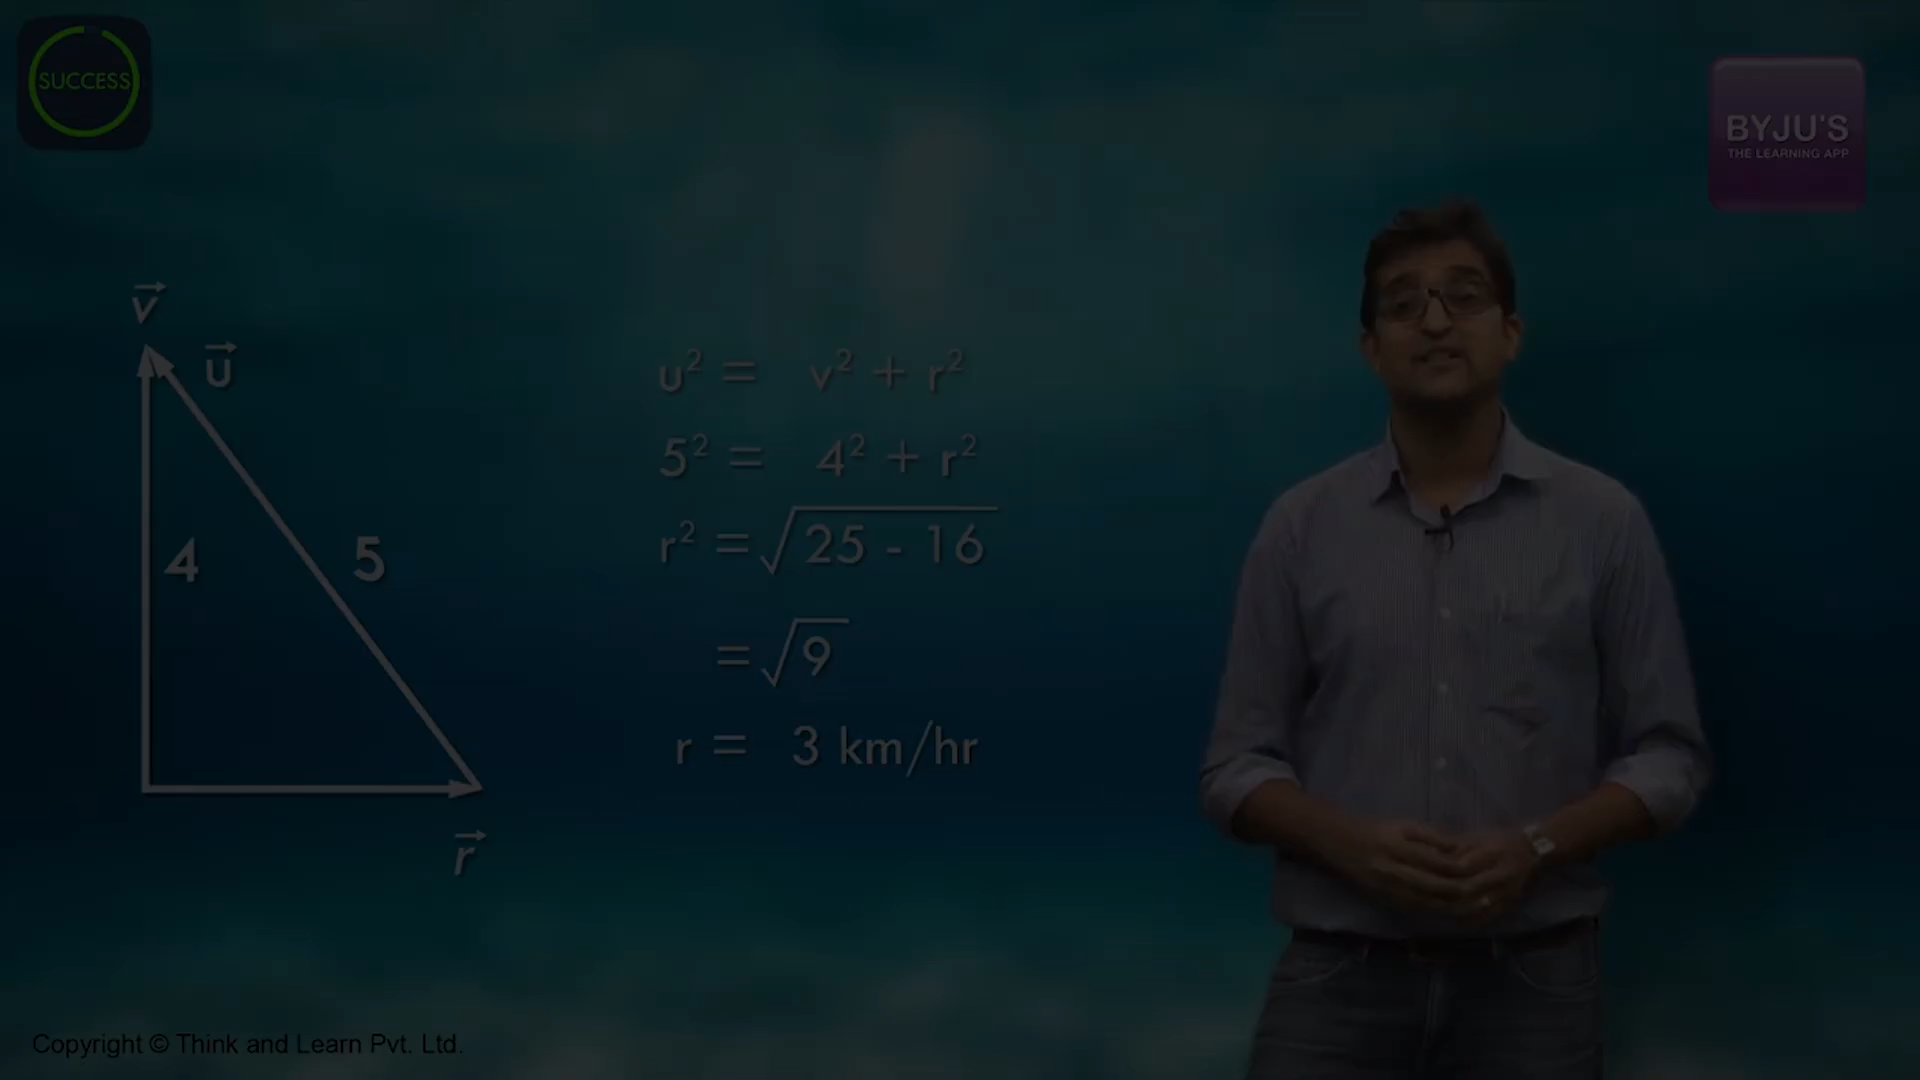 SUCCESS
BYJU'S
THE LEARNING APP
v
u
u² = v² + r²
5² = 4² + r²
4
5
r² = √25 - 16
= √9
r = 3 km/hr
r
Copyright © Think and Learn Pvt. Ltd.